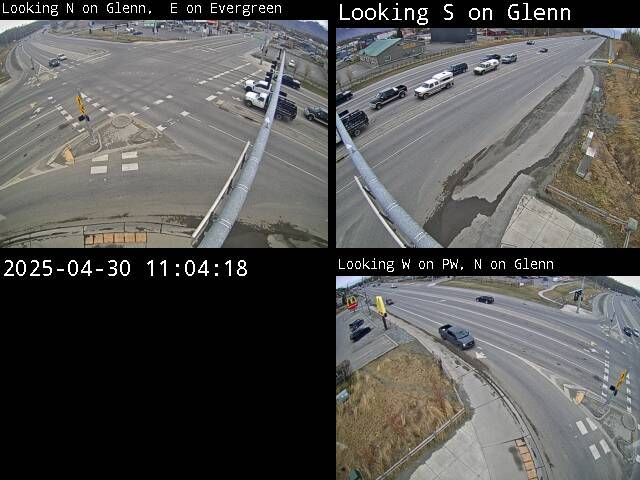 Looking N on Glenn,  E on Evergreen
Looking S on Glenn
2025-04-30 11:04:18
Looking W on PW, N on Glenn